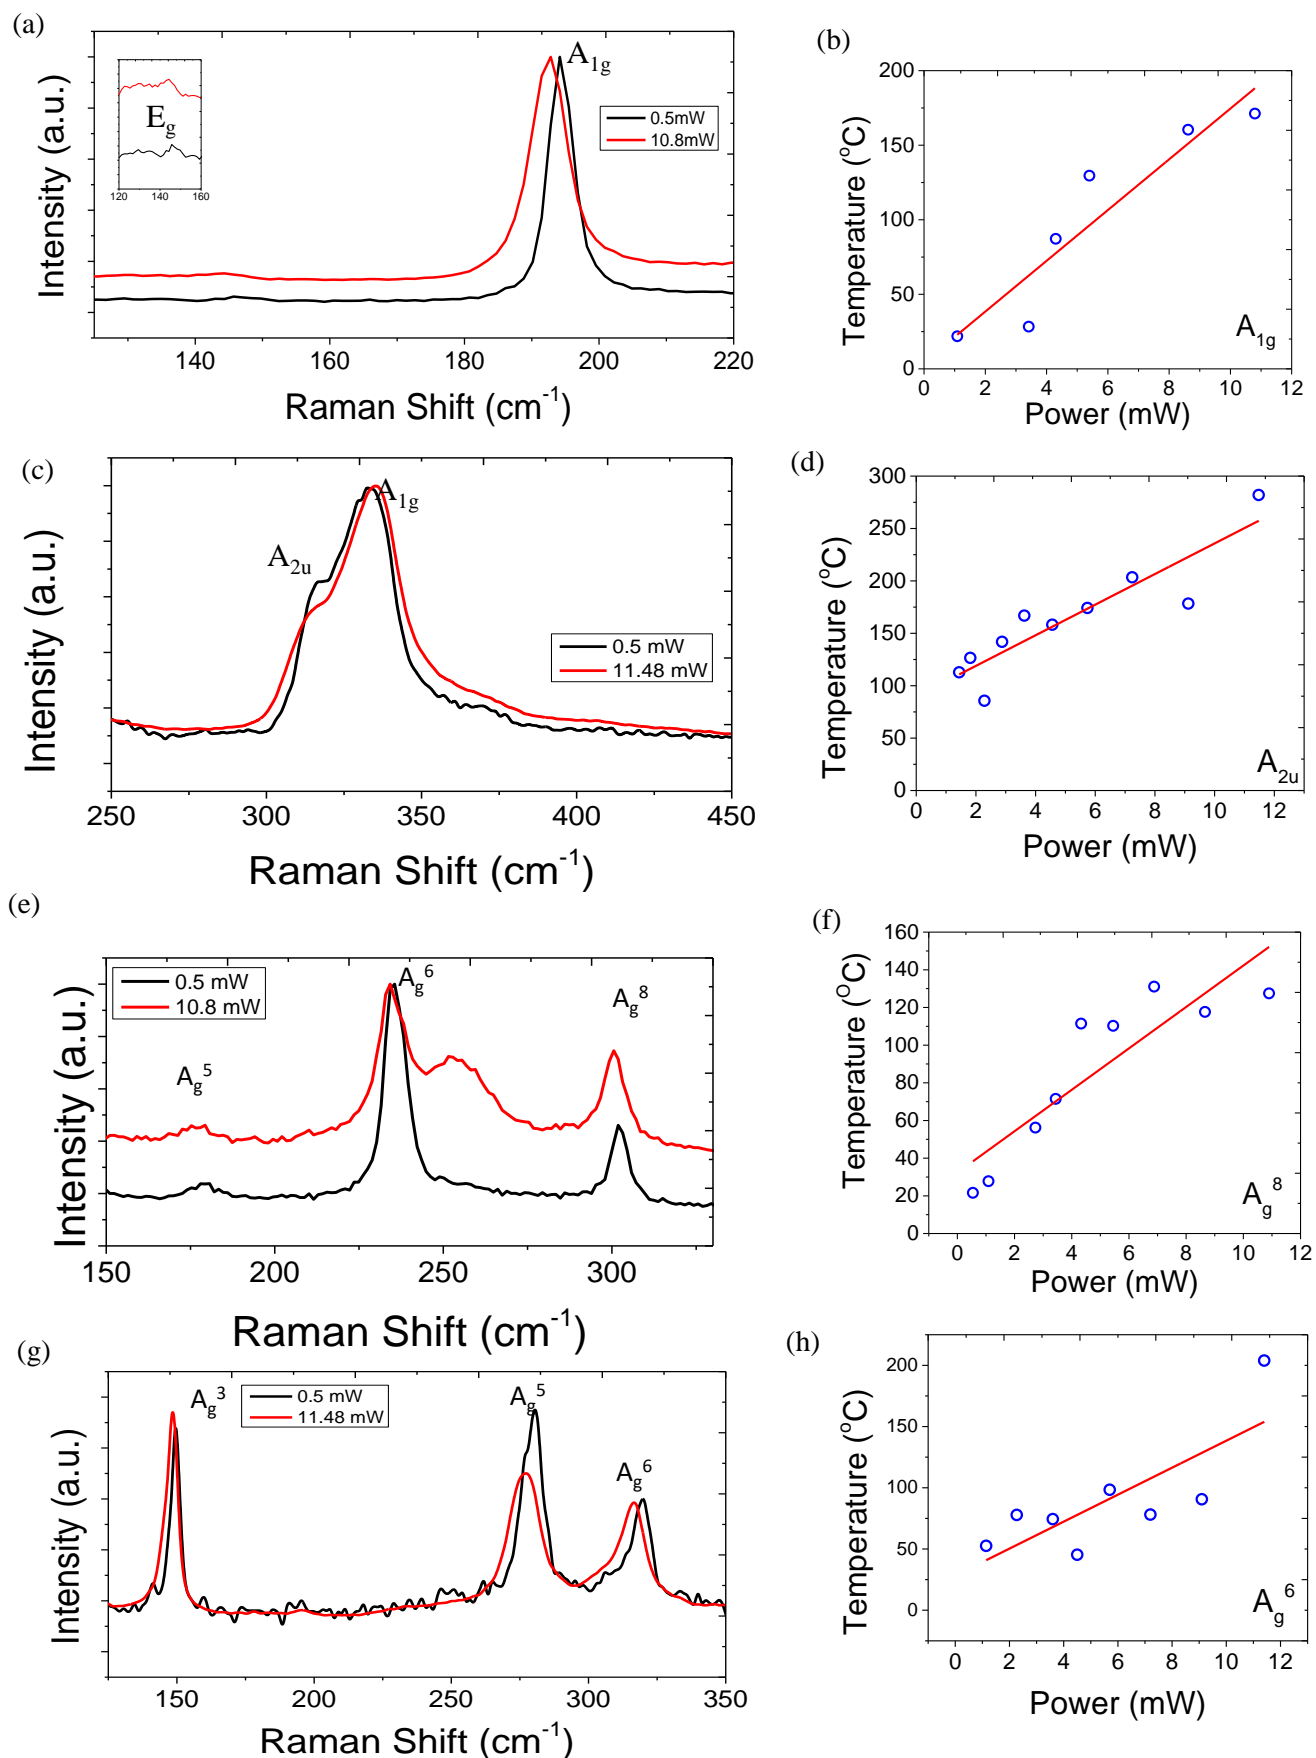 (a)
A1g
Eg
120 140 160
0.5mW
10.8mW
Intensity (a.u.)
140 160 180 200 220
Raman Shift (cm-1)
(b)
200
150
100
50
0
Temperature (oC)
A1g
0 2 4 6 8 10 12
Power (mW)
(c)
A1g
A2u
0.5 mW
11.48 mW
Intensity (a.u.)
250 300 350 400 450
Raman Shift (cm-1)
(d)
300
250
200
150
100
50
0
Temperature (oC)
A2u
0 2 4 6 8 10 12
Power (mW)
(e)
0.5 mW
10.8 mW
Ag6
Ag8
Ag5
Intensity (a.u.)
150 200 250 300
Raman Shift (cm-1)
(f)
160
140
120
100
80
60
40
20
0
Temperature (OC)
Ag8
0 2 4 6 8 10 12
Power (mW)
(g)
Ag3
0.5 mW
11.48 mW
Ag5
Ag6
Intensity (a.u.)
150 200 250 300 350
Raman Shift (cm-1)
(h)
200
150
100
50
0
Temperature (oC)
Ag6
0 2 4 6 8 10 12
Power (mW)